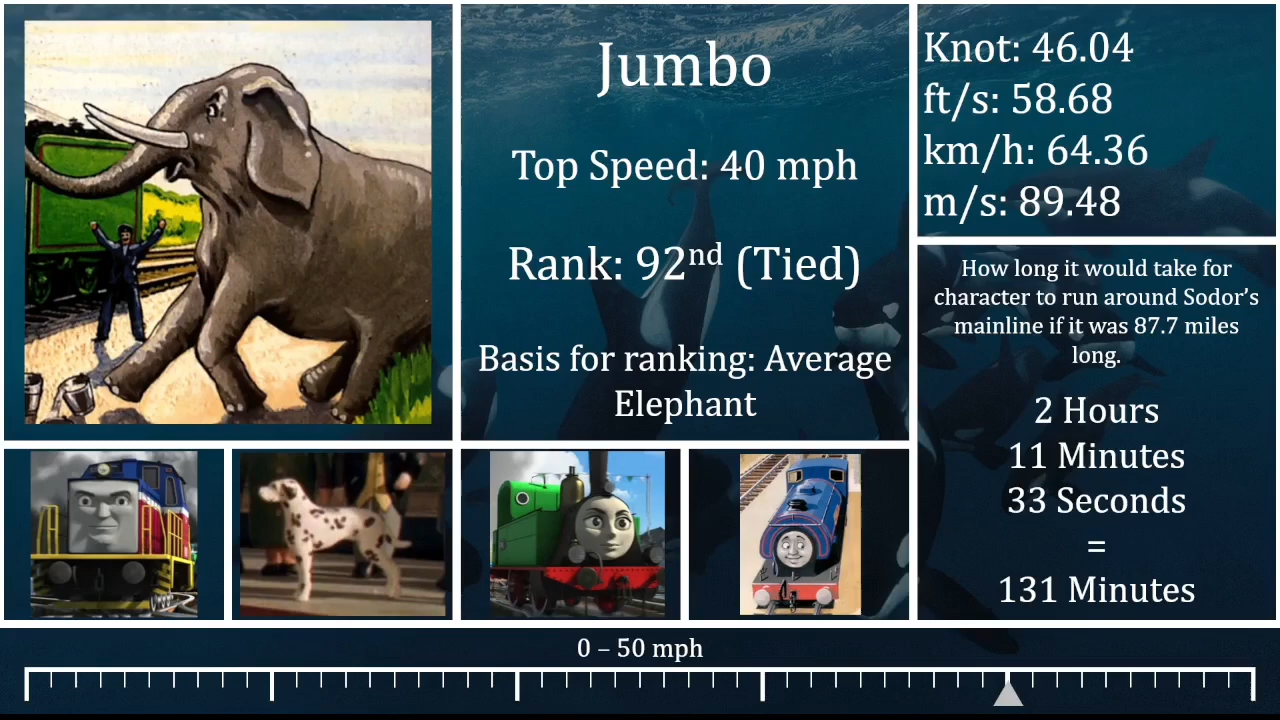 Jumbo
Top Speed: 40 mph
Rank: 92nd (Tied)
Basis for ranking: Average
Elephant
Knot: 46.04
ft/s: 58.68
km/h: 64.36
m/s: 89.48
How long it would take for
character to run around Sodor’s
mainline if it was 87.7 miles
long.
2 Hours
11 Minutes
33 Seconds
=
131 Minutes
0 – 50 mph